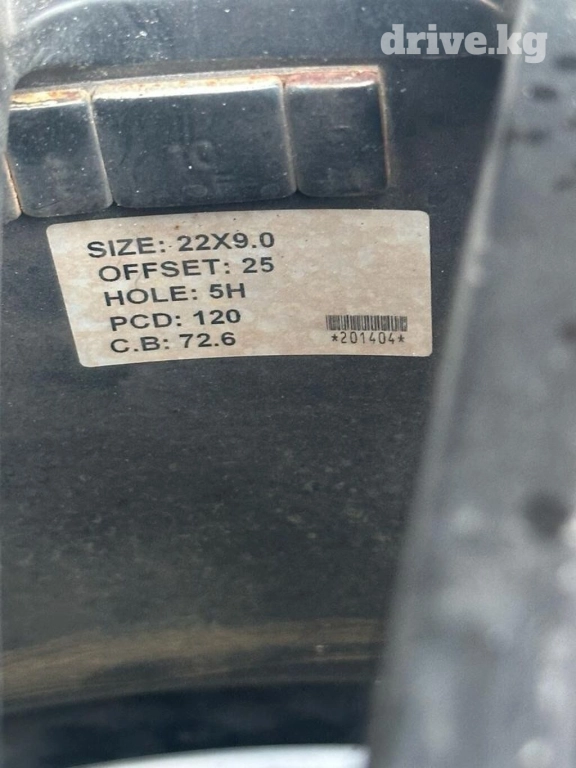 drive.kg
SIZE: 22X9.0
OFFSET: 25
HOLE: 5H
PCD: 120
C.B: 72.6
*201404*